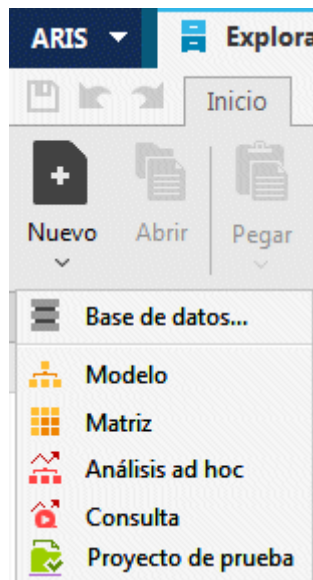 ARIS Explora
Inicio
Nuevo Abrir Pegar
Base de datos...
Modelo
Matriz
Análisis ad hoc
Consulta
Proyecto de prueba